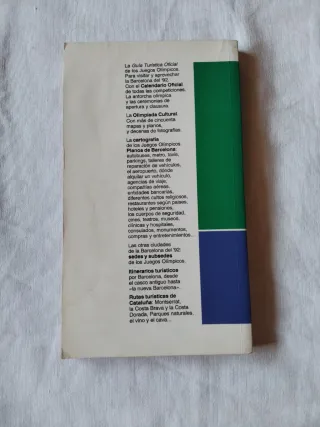 La Guía Turística Oficial
de los Juegos Olímpicos.
Para visitar y aprovechar
la Barcelona del '92.
Con el Calendario Oficial
de todas las competiciones.
La antorcha olímpica
y las ceremonias de
apertura y clausura.
La Olimpiada Cultural.
Con más de cincuenta
mapas y planos,
y decenas de fotografías.
La cartografía
de los Juegos Olímpicos.
Planos de Barcelona:
autobuses, metro, taxis,
parkings, talleres de
reparación de vehículos,
el aeropuerto, dónde
alquilar un vehículo,
agencias de viaje,
compañías aéreas,
entidades bancarias,
diferentes cultos religiosos,
restaurantes según países,
hoteles y pensiones,
los cuerpos de seguridad,
cines, teatros, museos,
clínicas y hospitales,
consulados, monumentos,
compras y entretenimientos...
Las otras ciudades
de la Barcelona del '92:
sedes y subsedes
de los Juegos Olímpicos.
Itinerarios turísticos
por Barcelona, desde
el casco antiguo hasta
«la nueva Barcelona».
Rutas turísticas de
Cataluña: Montserrat,
la Costa Brava y la Costa
Dorada. Parques naturales,
el vino y el cava...